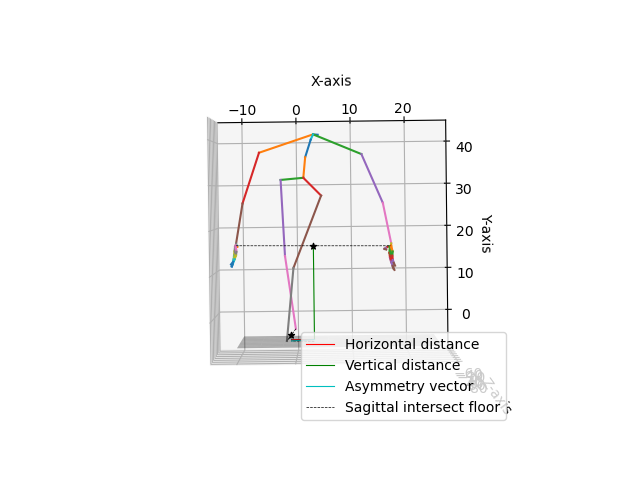 X-axis
−10 0 10 20
40
30
Y-axis
20
10
0
Z-axis
Horizontal distance
Vertical distance
Asymmetry vector
Sagittal intersect floor